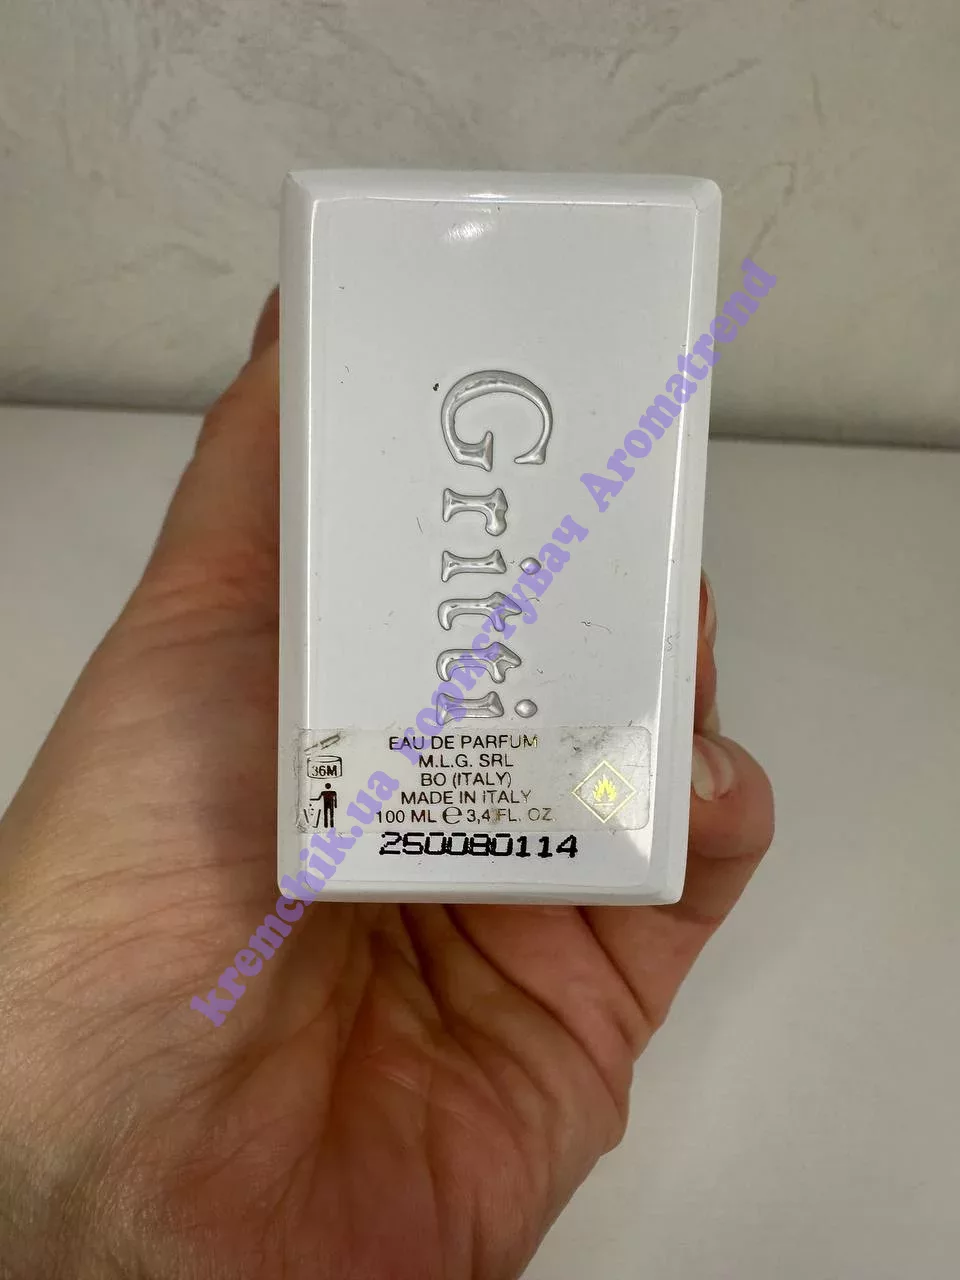 Gritti
36M
EAU DE PARFUM
M.L.G. SRL
BO (ITALY)
MADE IN ITALY
100 ML ℮ 3,4 FL. OZ.
250080114
kremchik.ua користувач Aromatrend